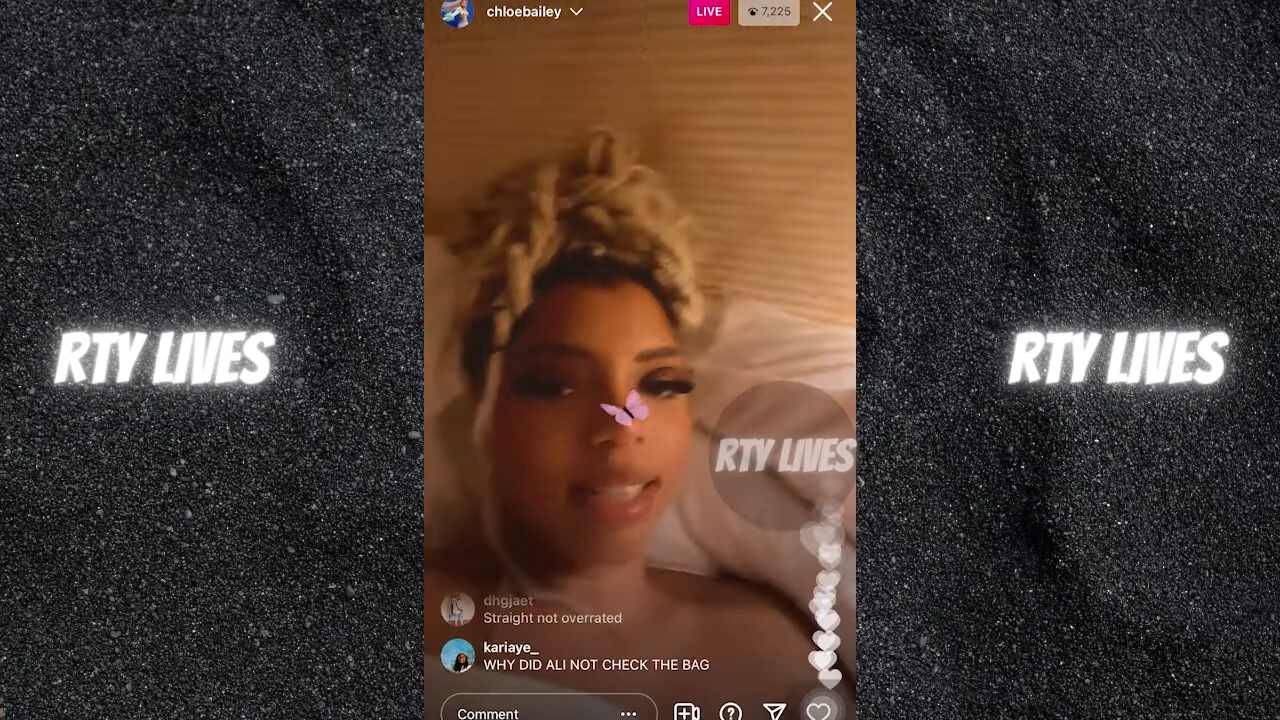 chloebailey
LIVE
7,225
RTY LIVES
RTY LIVES
RTY LIVES
dhgjaet
Straight not overrated
kariaye_
WHY DID ALI NOT CHECK THE BAG
Comment